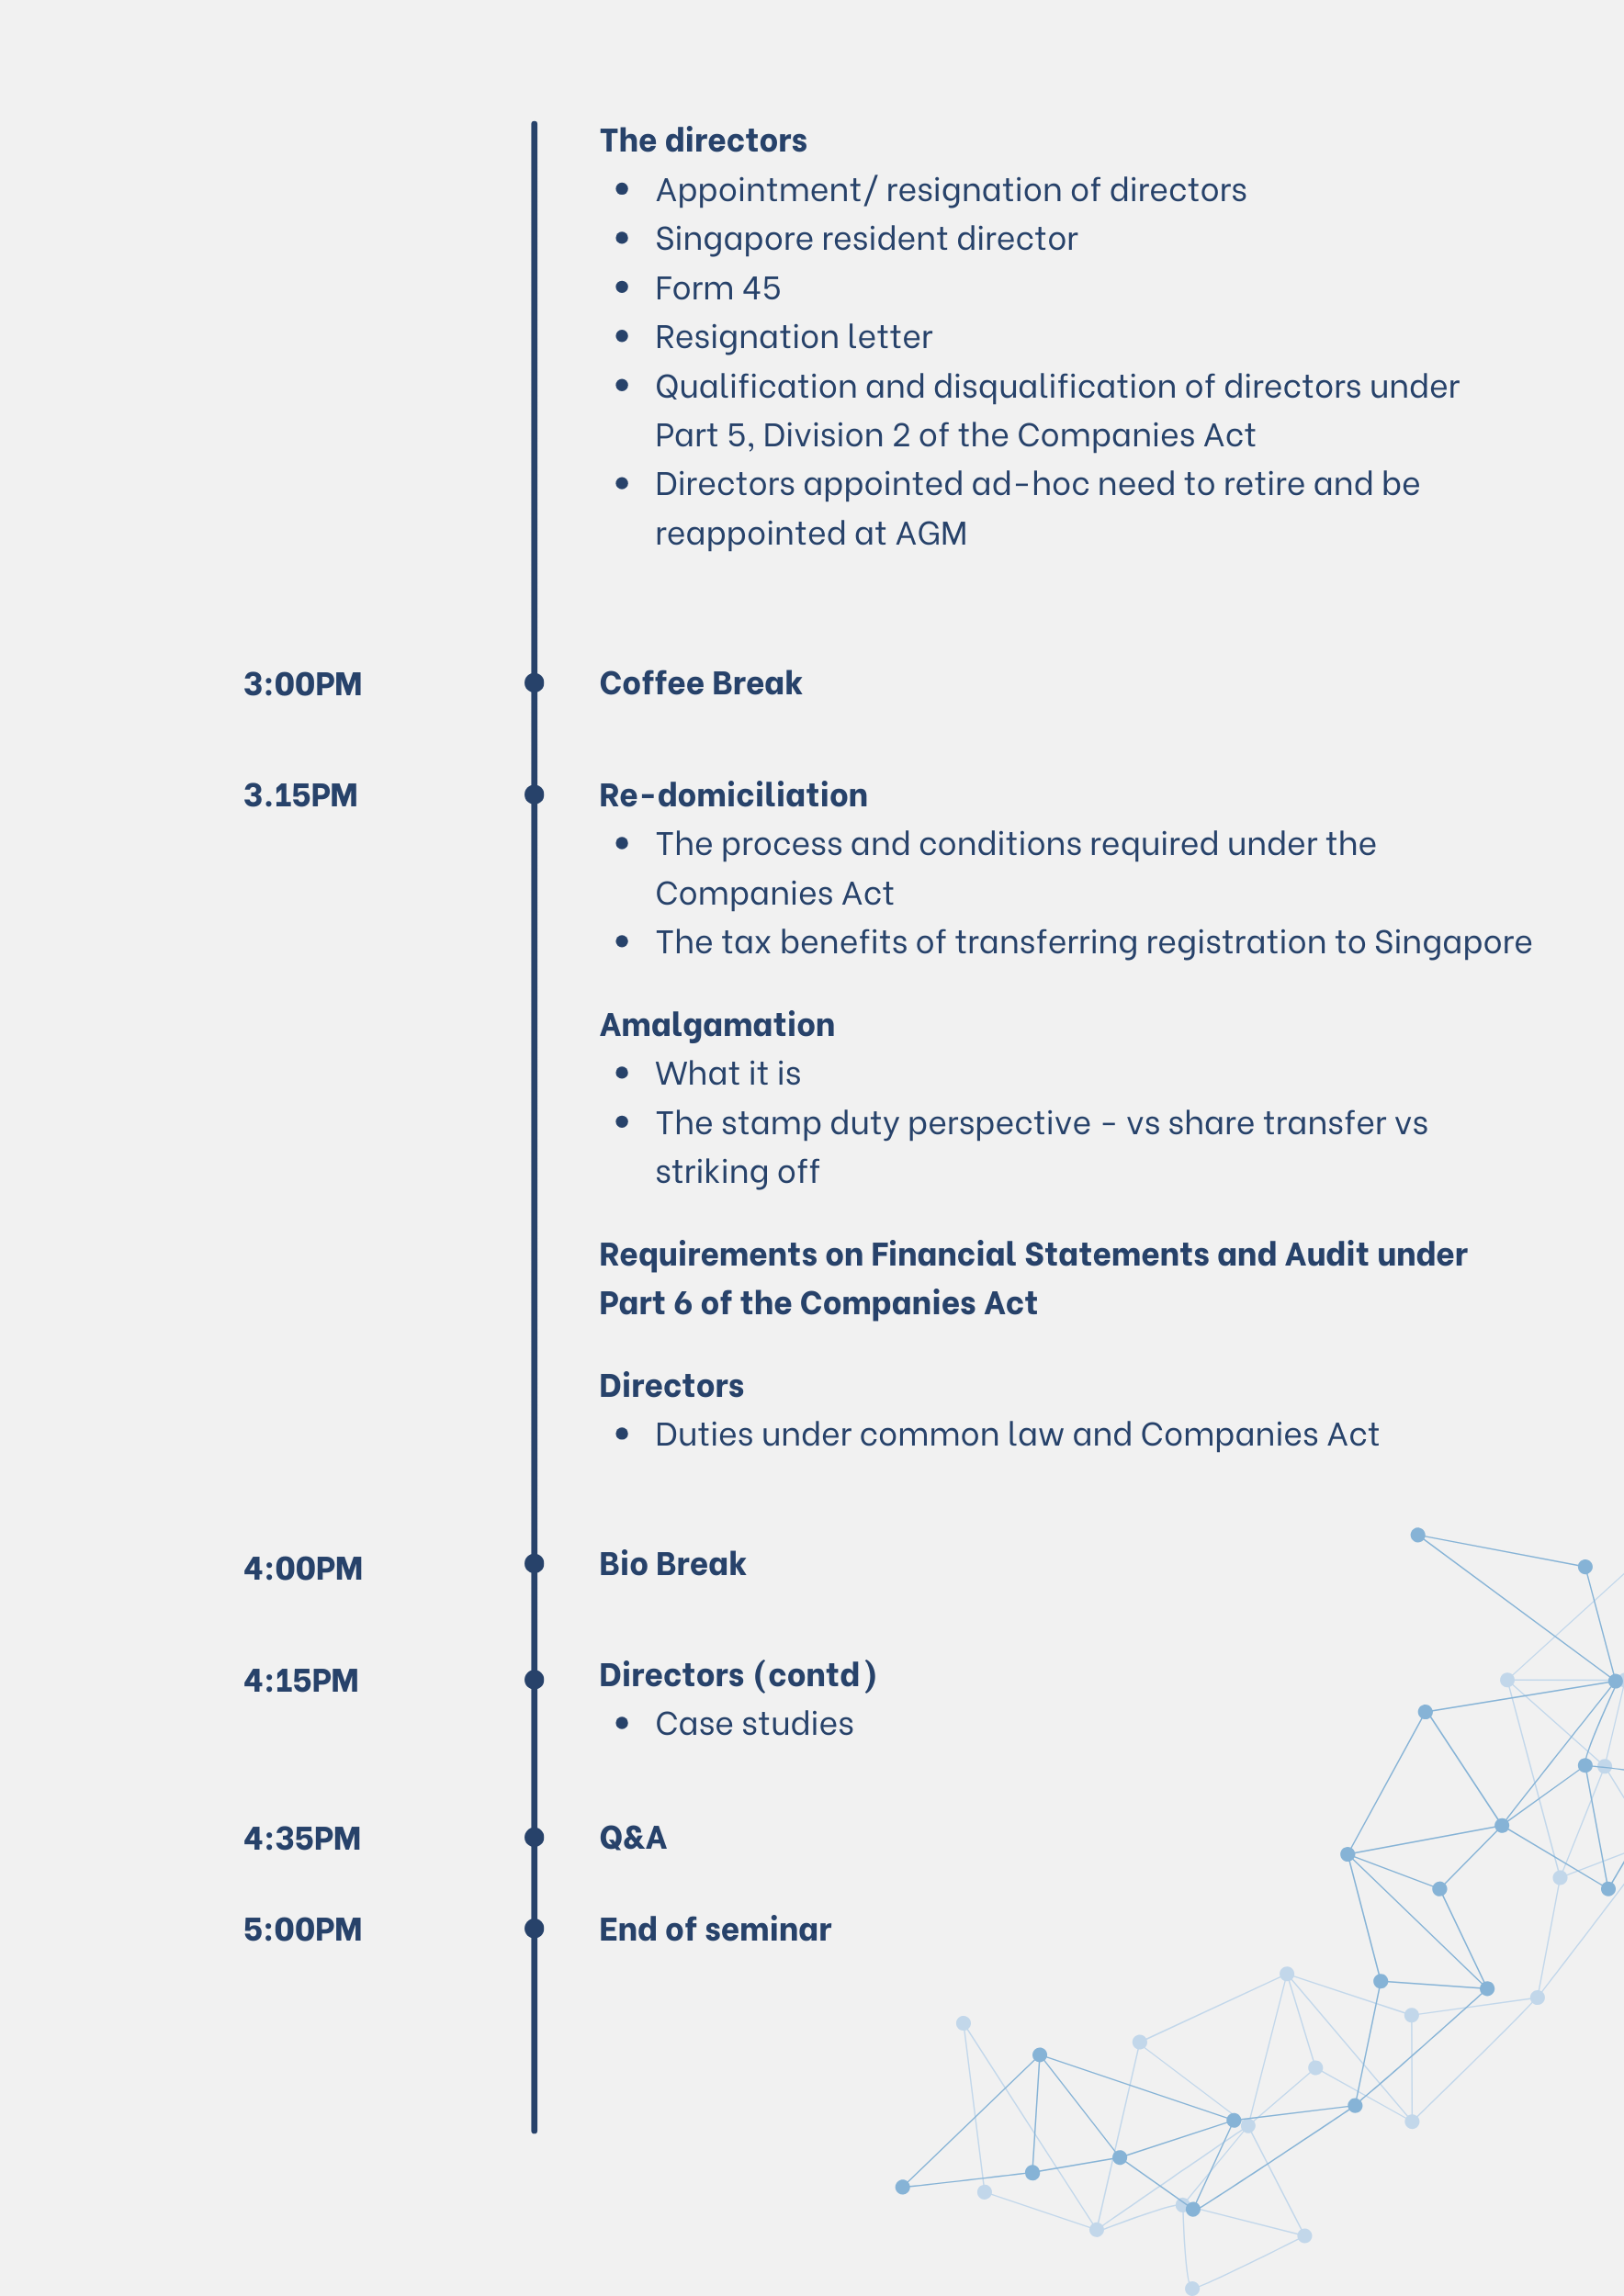 The directors
• Appointment/ resignation of directors
• Singapore resident director
• Form 45
• Resignation letter
• Qualification and disqualification of directors under
Part 5, Division 2 of the Companies Act
• Directors appointed ad-hoc need to retire and be
reappointed at AGM
3:00PM Coffee Break
3.15PM Re-domiciliation
• The process and conditions required under the
Companies Act
• The tax benefits of transferring registration to Singapore
Amalgamation
• What it is
• The stamp duty perspective - vs share transfer vs
striking off
Requirements on Financial Statements and Audit under
Part 6 of the Companies Act
Directors
• Duties under common law and Companies Act
4:00PM Bio Break
4:15PM Directors (contd)
• Case studies
4:35PM Q&A
5:00PM End of seminar